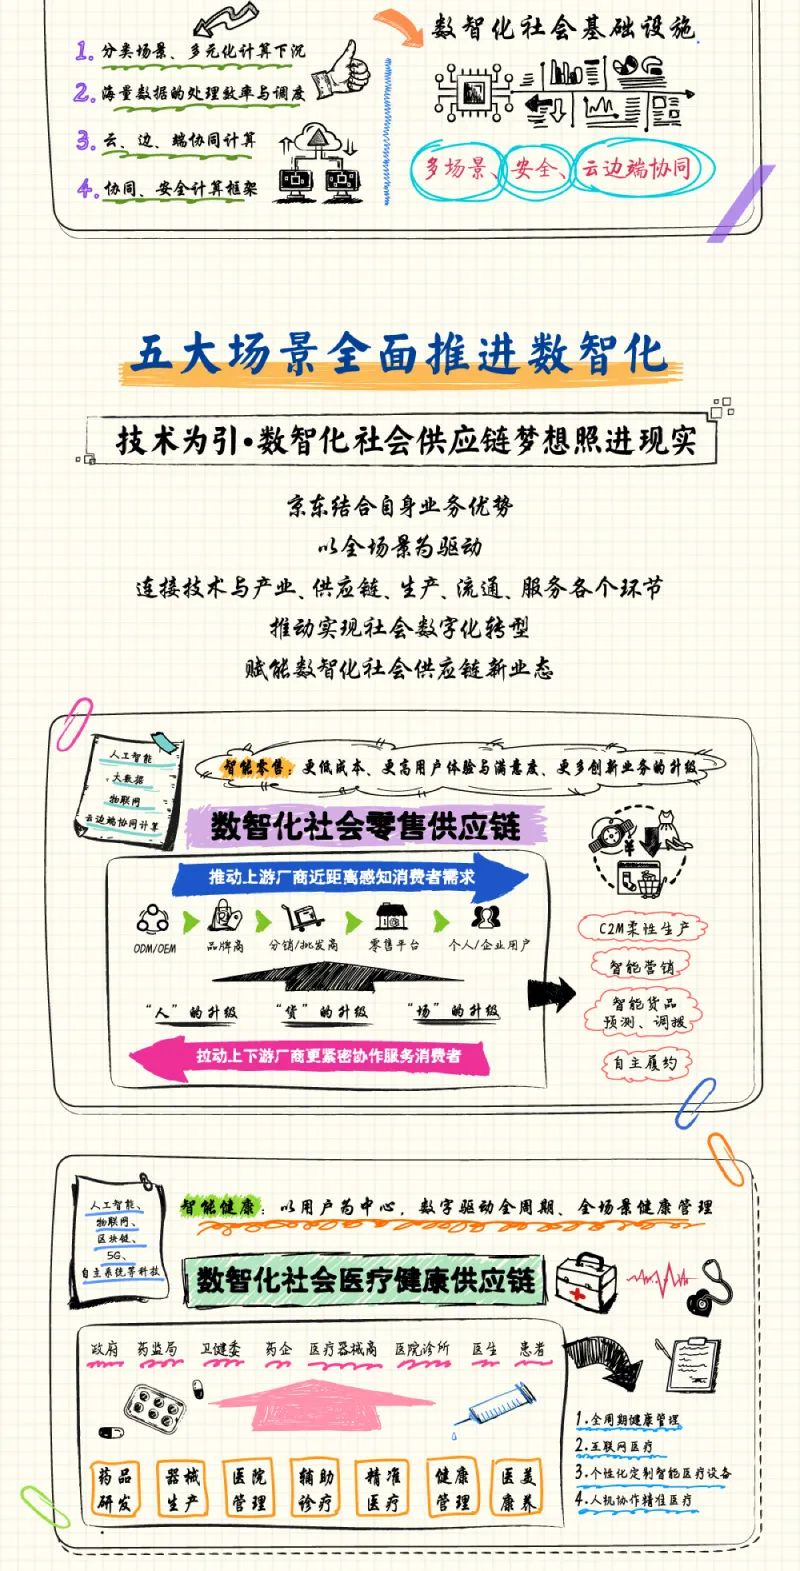 数智化社会基础设施
1.分类场景、多元化计算下沉
2.海量数据的处理效率与调度
3.云、边、端协同计算
4.协同、安全计算框架
多场景、安全、云边端协同
五大场景全面推进数智化
技术为引•数智化社会供应链梦想照进现实
京东结合自身业务优势
以全场景为驱动
连接技术与产业、供应链、生产、流通、服务各个环节
推动实现社会数字化转型
赋能数智化社会供应链新业态
人工智能
大数据
物联网
云边端协同计算
智能零售:更低成本、更高用户体验与满意度、更多创新业务的升级
数智化社会零售供应链
推动上游厂商近距离感知消费者需求
ODM/OEM 品牌商 分销/批发商 零售平台 个人/企业用户
“人”的升级 “货”的升级 “场”的升级
拉动上下游厂商更紧密协作服务消费者
¥
C2M柔性生产
智能营销
智能货品
预测、调拨
自主履约
人工智能、
物联网、
区块链、
5G、
自主系统等科技
智能健康:以用户为中心,数字驱动全周期、全场景健康管理
数智化社会医疗健康供应链
政府 药监局 卫健委 药企 医疗器械商 医院诊所 医生 患者
药品研发 器械生产 医院管理 辅助诊疗 精准医疗 健康管理 医美康养
1.全周期健康管理
2.互联网医疗
3.个性化定制智能医疗设备
4.人机协作精准医疗